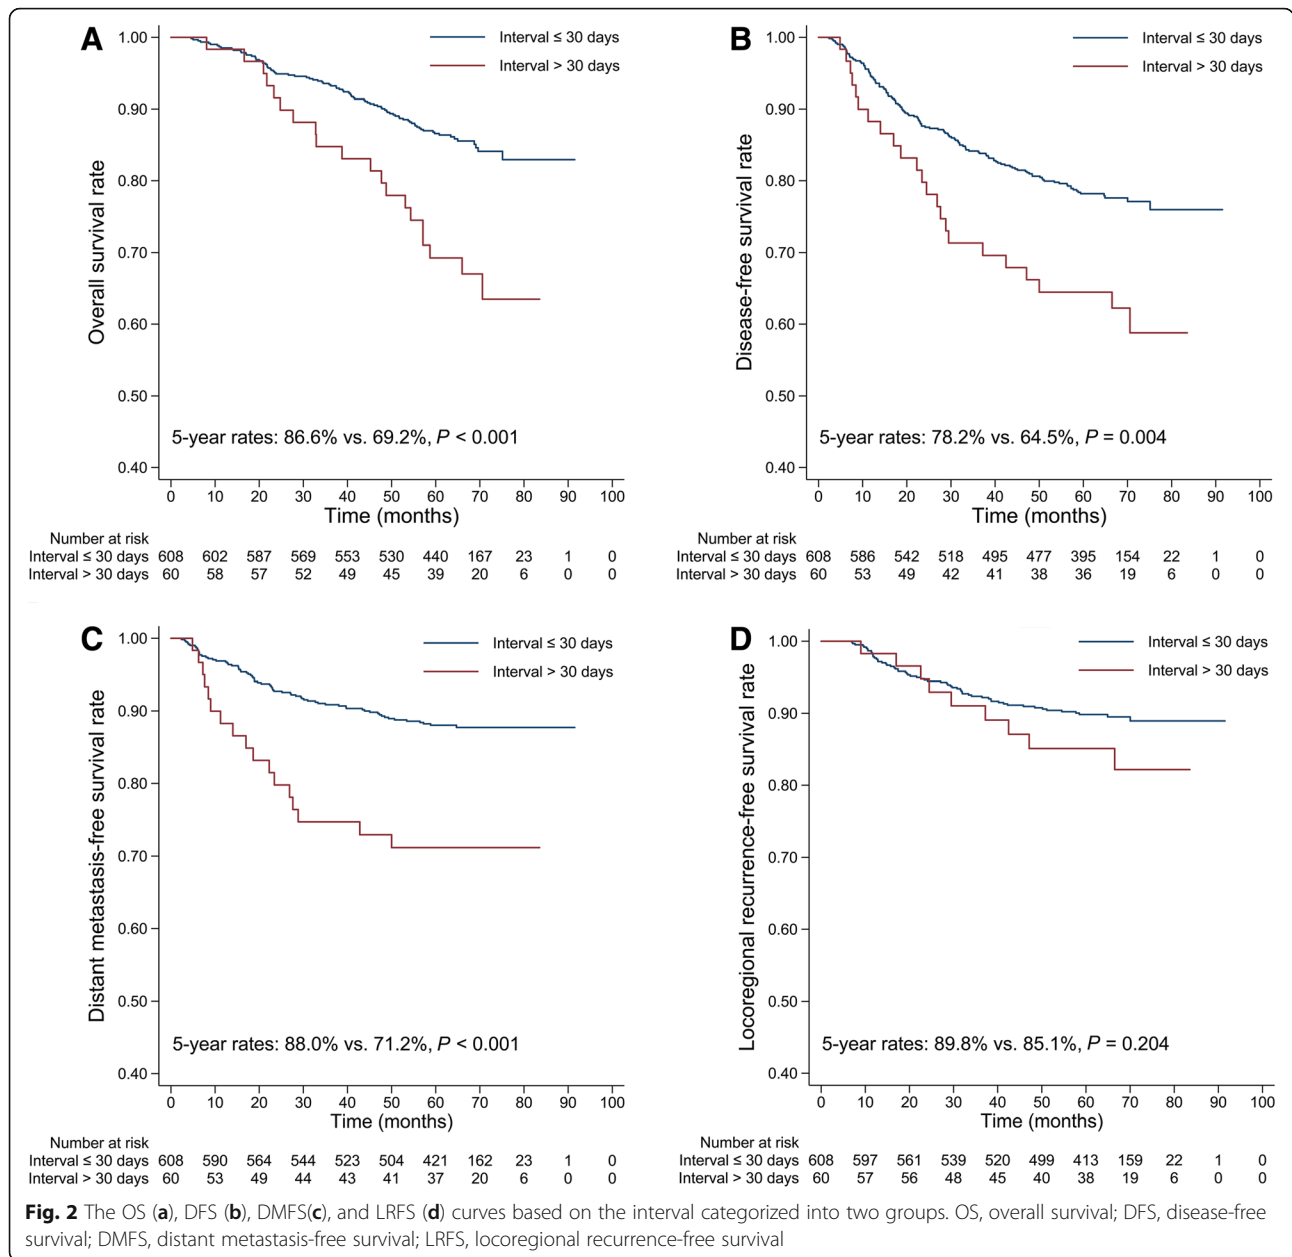 A
1.00
0.90
0.80
0.70
0.60
0.50
0.40
Overall survival rate
Interval ≤ 30 days
Interval > 30 days
5-year rates: 86.6% vs. 69.2%, P < 0.001
0 10 20 30 40 50 60 70 80 90 100
Time (months)
Number at risk
Interval ≤ 30 days 608 602 587 569 553 530 440 167 23 1 0
Interval > 30 days 60 58 57 52 49 45 39 20 6 0 0
B
1.00
0.90
0.80
0.70
0.60
0.50
0.40
Disease-free survival rate
Interval ≤ 30 days
Interval > 30 days
5-year rates: 78.2% vs. 64.5%, P = 0.004
0 10 20 30 40 50 60 70 80 90 100
Time (months)
Number at risk
Interval ≤ 30 days 608 586 542 518 495 477 395 154 22 1 0
Interval > 30 days 60 53 49 42 41 38 36 19 6 0 0
C
1.00
0.90
0.80
0.70
0.60
0.50
0.40
Distant metastasis-free survival rate
Interval ≤ 30 days
Interval > 30 days
5-year rates: 88.0% vs. 71.2%, P < 0.001
0 10 20 30 40 50 60 70 80 90 100
Time (months)
Number at risk
Interval ≤ 30 days 608 590 564 544 523 504 421 162 23 1 0
Interval > 30 days 60 53 49 44 43 41 37 20 6 0 0
D
1.00
0.90
0.80
0.70
0.60
0.50
0.40
Locoregional recurrence-free survival rate
Interval ≤ 30 days
Interval > 30 days
5-year rates: 89.8% vs. 85.1%, P = 0.204
0 10 20 30 40 50 60 70 80 90 100
Time (months)
Number at risk
Interval ≤ 30 days 608 597 561 539 520 499 413 159 22 1 0
Interval > 30 days 60 57 56 48 45 40 38 19 6 0 0
Fig. 2 The OS (a), DFS (b), DMFS(c), and LRFS (d) curves based on the interval categorized into two groups. OS, overall survival; DFS, disease-free
survival; DMFS, distant metastasis-free survival; LRFS, locoregional recurrence-free survival